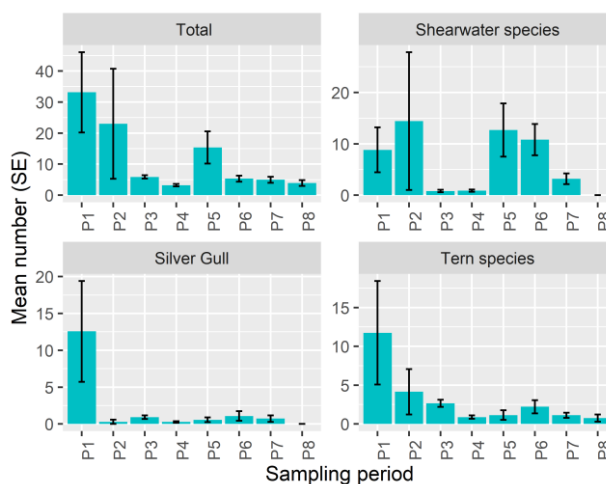 Total
Shearwater species
40
30
20
10
0
20
10
0
P1 P2 P3 P4 P5 P6 P7 P8
P1 P2 P3 P4 P5 P6 P7 P8
Mean number (SE)
Silver Gull
Tern species
20
15
10
5
0
15
10
5
0
P1 P2 P3 P4 P5 P6 P7 P8
P1 P2 P3 P4 P5 P6 P7 P8
Sampling period